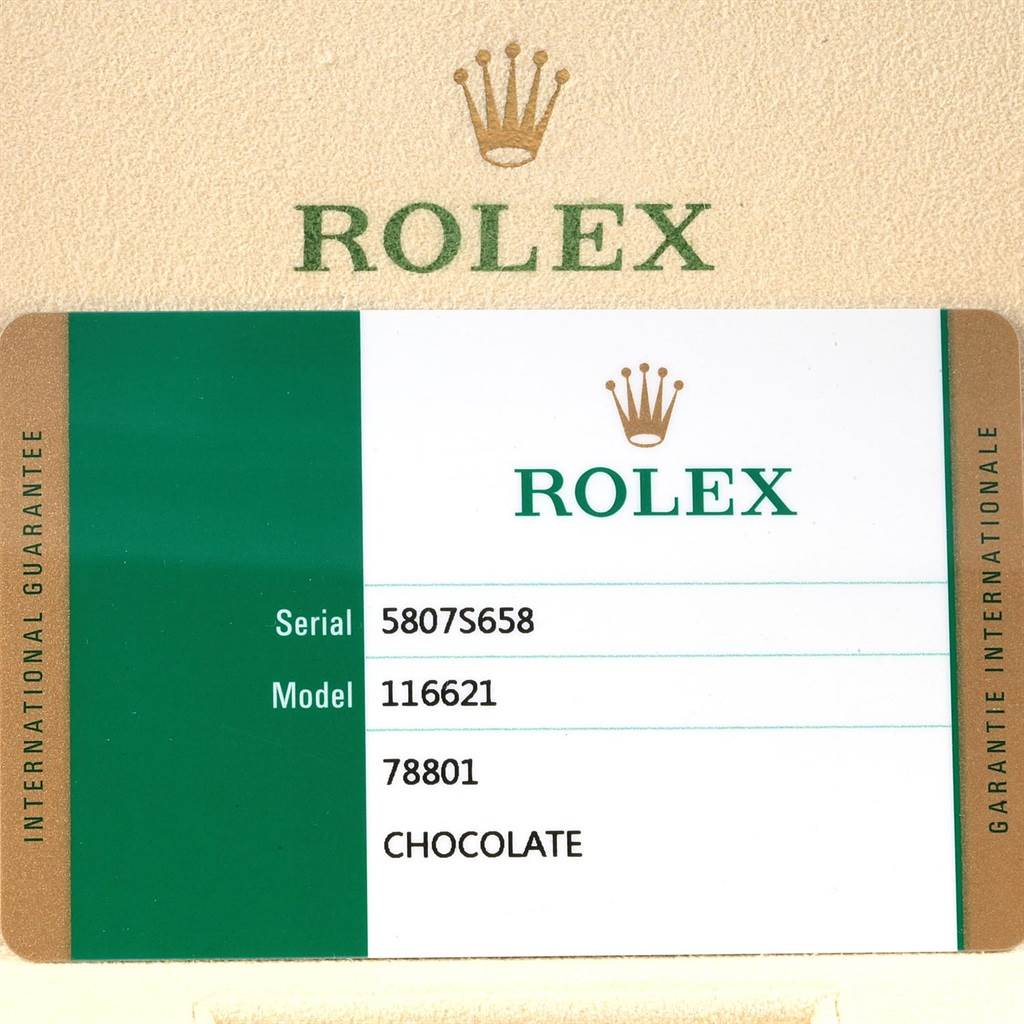 ROLEX
INTERNATIONAL GUARANTEE
ROLEX
Serial 5807S658
Model 116621
78801
CHOCOLATE
GARANTIE INTERNATIONALE